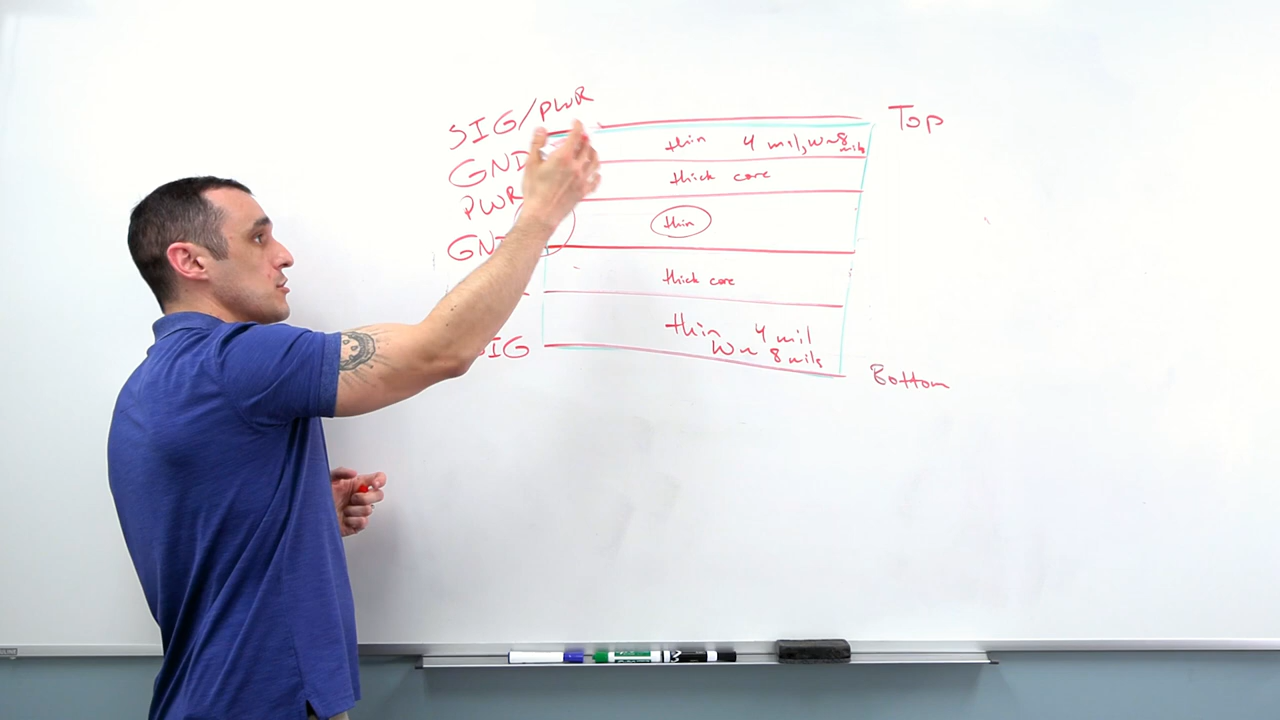 SIG/PWR
Top
GND
thin 4 mil, w~8 mils
thick core
PWR
thin
GND
thick core
thin 4 mil
w~ 8 mils
SIG
Bottom